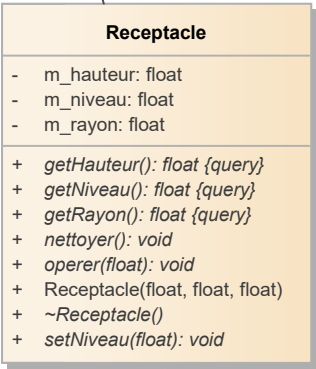 Receptacle
- m_hauteur: float
- m_niveau: float
- m_rayon: float
+ getHauteur(): float {query}
+ getNiveau(): float {query}
+ getRayon(): float {query}
+ nettoyer(): void
+ operer(float): void
+ Receptacle(float, float, float)
+ ~Receptacle()
+ setNiveau(float): void